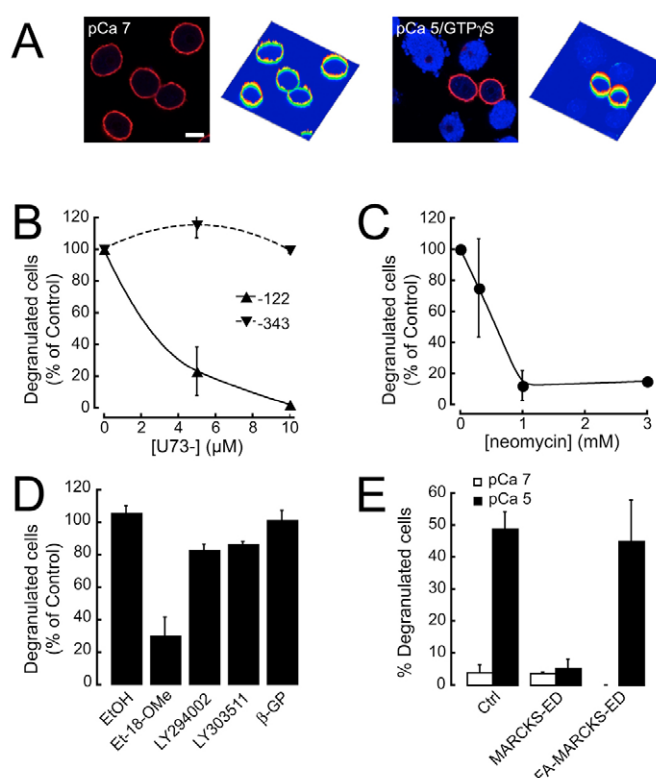 A
pCa 7
pCa 5/GTPγS
B
Degranulated cells
(% of Control)
120
100
80
60
40
20
0
-122
-343
0 2 4 6 8 10
[U73-] (µM)
C
Degranulated cells
(% of Control)
120
100
80
60
40
20
0
0 1 2 3
[neomycin] (mM)
D
Degranulated cells
(% of Control)
120
100
80
60
40
20
0
EtOH
Et-18-OMe
LY294002
LY303511
β-GP
E
pCa 7
pCa 5
% Degranulated cells
60
50
40
30
20
10
0
Ctrl
MARCKS-ED
FA-MARCKS-ED